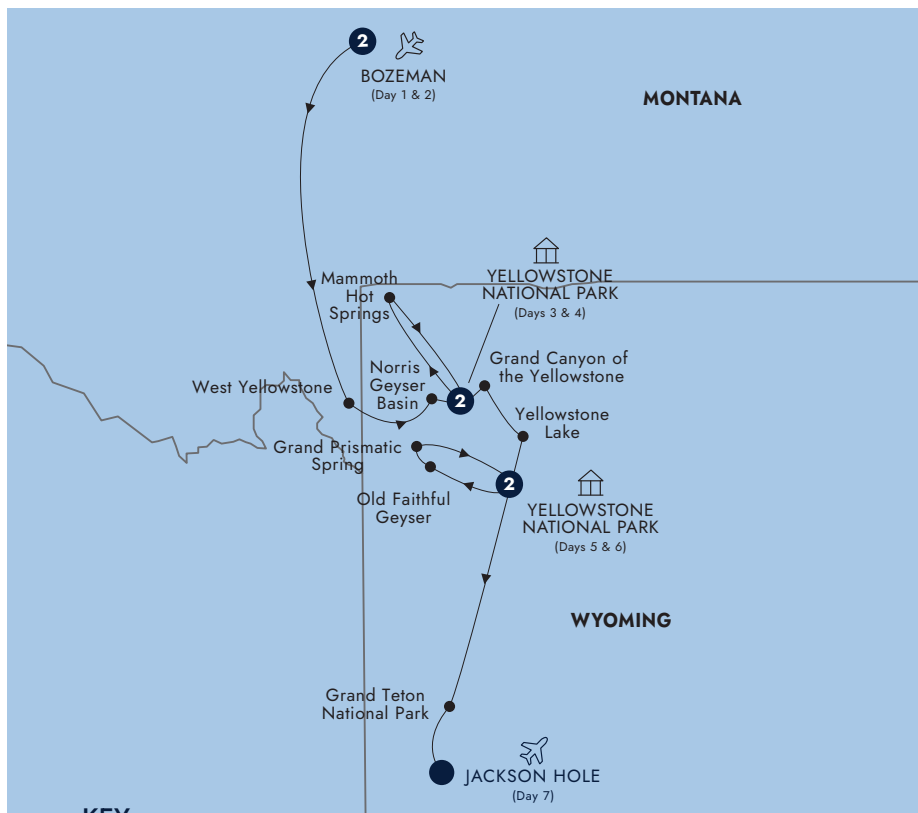 2
BOZEMAN
(Day 1 & 2)
MONTANA
YELLOWSTONE
NATIONAL PARK
(Days 3 & 4)
Mammoth
Hot
Springs
Grand Canyon of
the Yellowstone
Norris
Geyser
Basin
2
West Yellowstone
Yellowstone
Lake
Grand Prismatic
Spring
2
Old Faithful
Geyser
YELLOWSTONE
NATIONAL PARK
(Days 5 & 6)
WYOMING
Grand Teton
National Park
JACKSON HOLE
(Day 7)
KEY